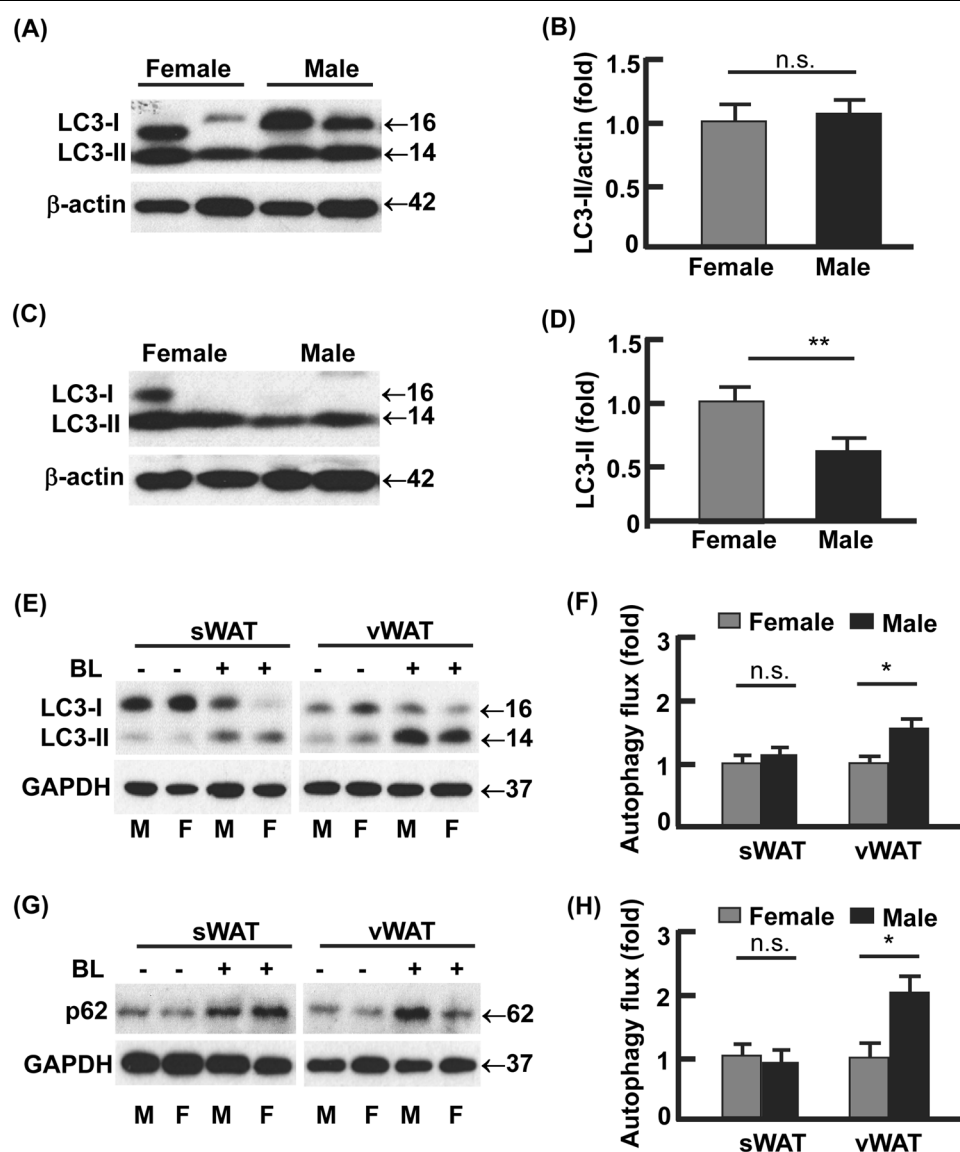 (A)
Female Male
LC3-I ←16
LC3-II ←14
β-actin ←42
(B)
LC3-II/actin (fold)
1.5
1.0
0.5
0
n.s.
Female Male
(C)
Female Male
LC3-I ←16
LC3-II ←14
β-actin ←42
(D)
LC3-II (fold)
1.5
1.0
0.5
0
**
Female Male
(E)
sWAT vWAT
BL - - + + - - + +
LC3-I ←16
LC3-II ←14
GAPDH ←37
M F M F M F M F
(F)
Female Male
Autophagy flux (fold)
3
2
1
0
n.s. *
sWAT vWAT
(G)
sWAT vWAT
BL - - + + - - + +
p62 ←62
GAPDH ←37
M F M F M F M F
(H)
Female Male
Autophagy flux (fold)
3
2
1
0
n.s. *
sWAT vWAT